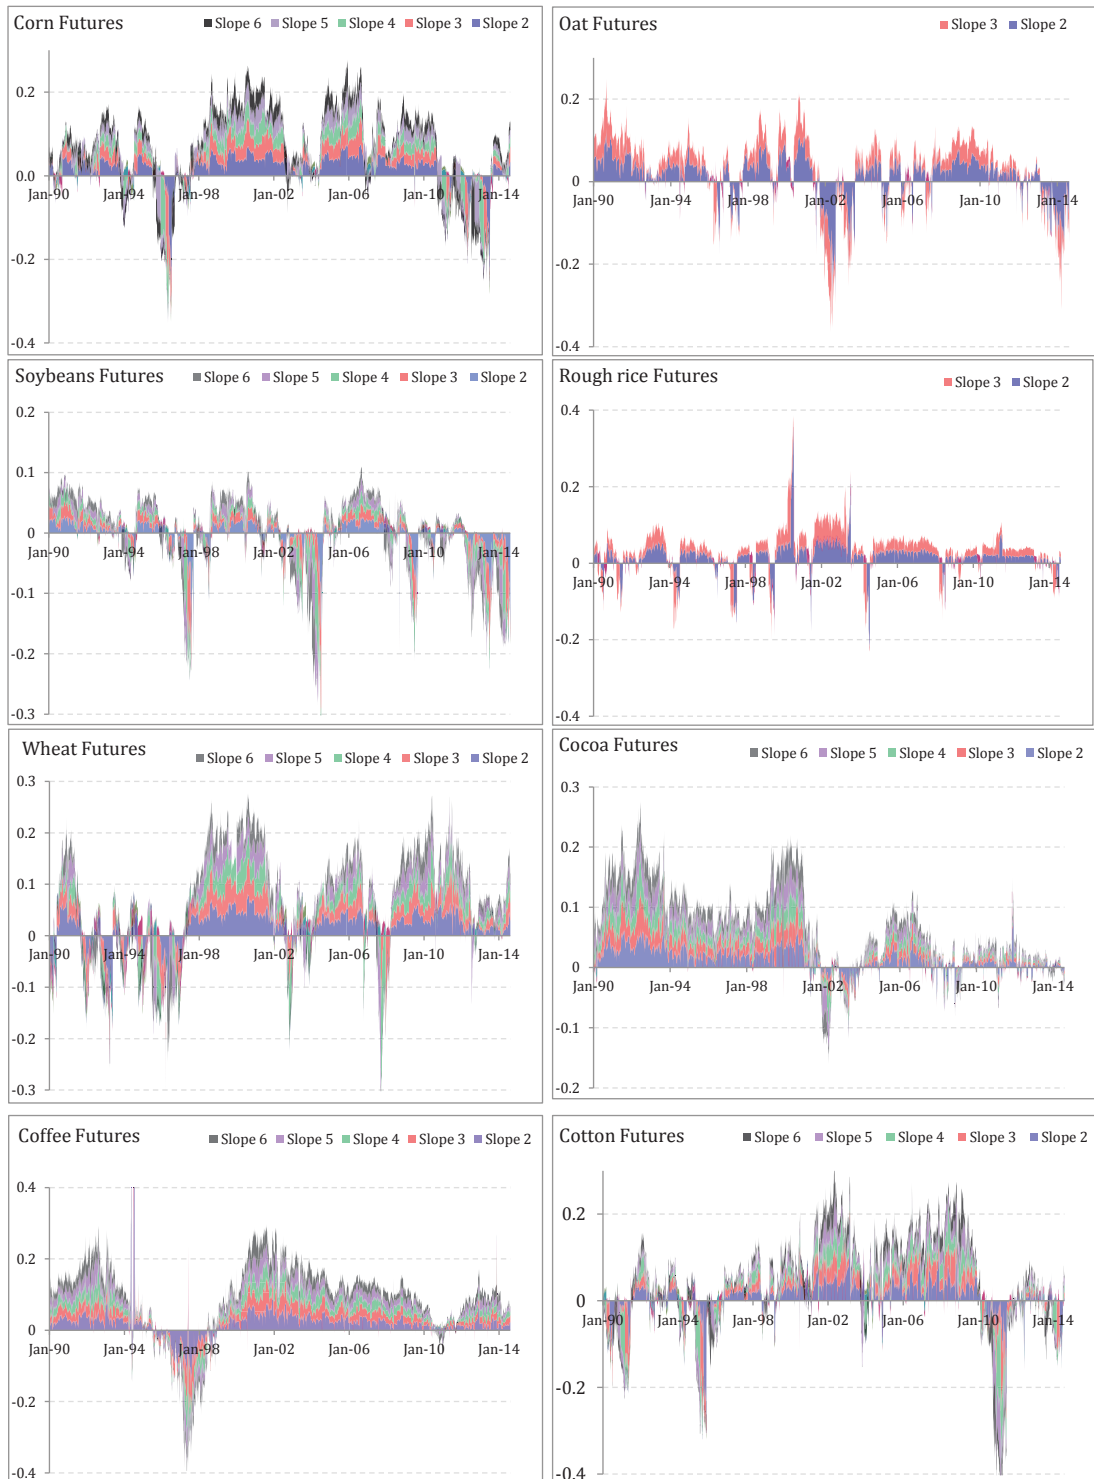 Corn Futures
Slope 6 Slope 5 Slope 4 Slope 3 Slope 2
0.2
0.0
-0.2
-0.4
Jan-90 Jan-94 Jan-98 Jan-02 Jan-06 Jan-10 Jan-14
Oat Futures
Slope 3 Slope 2
0.2
0
-0.2
-0.4
Jan-90 Jan-94 Jan-98 Jan-02 Jan-06 Jan-10 Jan-14
Soybeans Futures
Slope 6 Slope 5 Slope 4 Slope 3 Slope 2
0.2
0.1
0
-0.1
-0.2
-0.3
Jan-90 Jan-94 Jan-98 Jan-02 Jan-06 Jan-10 Jan-14
Rough rice Futures
Slope 3 Slope 2
0.4
0.2
0
-0.2
-0.4
Jan-90 Jan-94 Jan-98 Jan-02 Jan-06 Jan-10 Jan-14
Wheat Futures
Slope 6 Slope 5 Slope 4 Slope 3 Slope 2
0.3
0.2
0.1
0
-0.1
-0.2
-0.3
Jan-90 Jan-94 Jan-98 Jan-02 Jan-06 Jan-10 Jan-14
Cocoa Futures
Slope 6 Slope 5 Slope 4 Slope 3 Slope 2
0.3
0.2
0.1
0
-0.1
-0.2
Jan-90 Jan-94 Jan-98 Jan-02 Jan-06 Jan-10 Jan-14
Coffee Futures
Slope 6 Slope 5 Slope 4 Slope 3 Slope 2
0.4
0.2
0
-0.2
-0.4
Jan-90 Jan-94 Jan-98 Jan-02 Jan-06 Jan-10 Jan-14
Cotton Futures
Slope 6 Slope 5 Slope 4 Slope 3 Slope 2
0.2
0
-0.2
-0.4
Jan-90 Jan-94 Jan-98 Jan-02 Jan-06 Jan-10 Jan-14